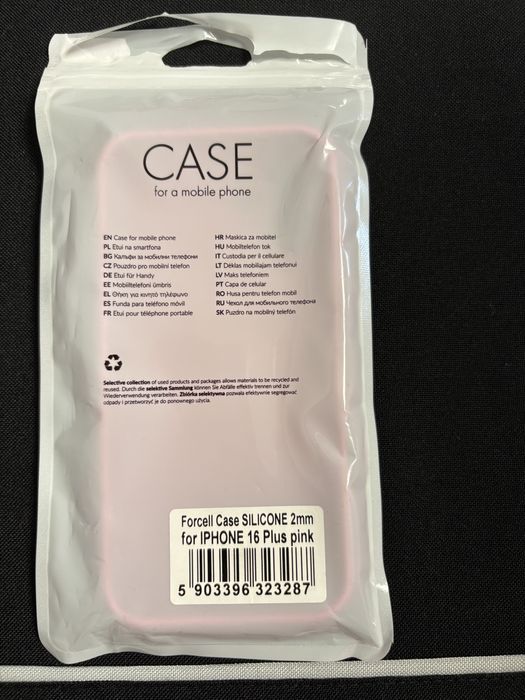 CASE
for a mobile phone
EN Case for mobile phone
PL Etui na smartfona
BG Калъфи за мобилни телефони
CZ Pouzdro pro mobilní telefon
DE Etui für Handy
EE Mobiiltelefoni ümbris
EL Θήκη για κινητό τηλέφωνο
ES Funda para teléfono móvil
FR Etui pour téléphone portable
HR Maskica za mobitel
HU Mobiltelefon tok
IT Custodia per il cellulare
LT Dėklas mobiliajam telefonui
LV Maks telefoniem
PT Capa de celular
RO Husa pentru telefon mobil
RU Чехол для мобильного телефона
SK Puzdro na mobilný telefón
Selective collection of used products and packages allows materials to be recycled and
reused. Durch die selektive Sammlung können Sie Abfälle effektiv trennen und zur
Wiederverwendung verarbeiten. Zbiórka selektywna pozwala efektywnie segregować
odpady i przetworzyć je do ponownego użycia.
Forcell Case SILICONE 2mm
for IPHONE 16 Plus pink
5 903396 323287